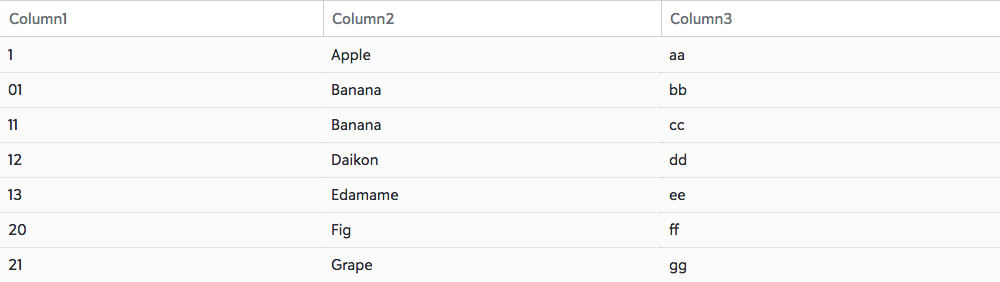 Column1 Column2 Column3
1 Apple aa
01 Banana bb
11 Banana cc
12 Daikon dd
13 Edamame ee
20 Fig ff
21 Grape gg